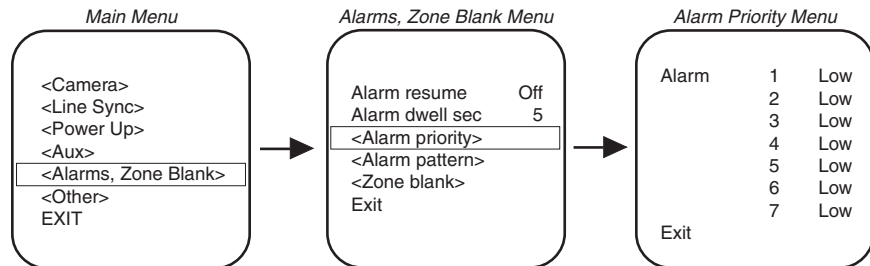 Main Menu
<Camera>
<Line Sync>
<Power Up>
<Aux>
<Alarms, Zone Blank>
<Other>
EXIT
Alarms, Zone Blank Menu
Alarm resume Off
Alarm dwell sec 5
<Alarm priority>
<Alarm pattern>
<Zone blank>
Exit
Alarm Priority Menu
Alarm 1 Low
2 Low
3 Low
4 Low
5 Low
6 Low
7 Low
Exit